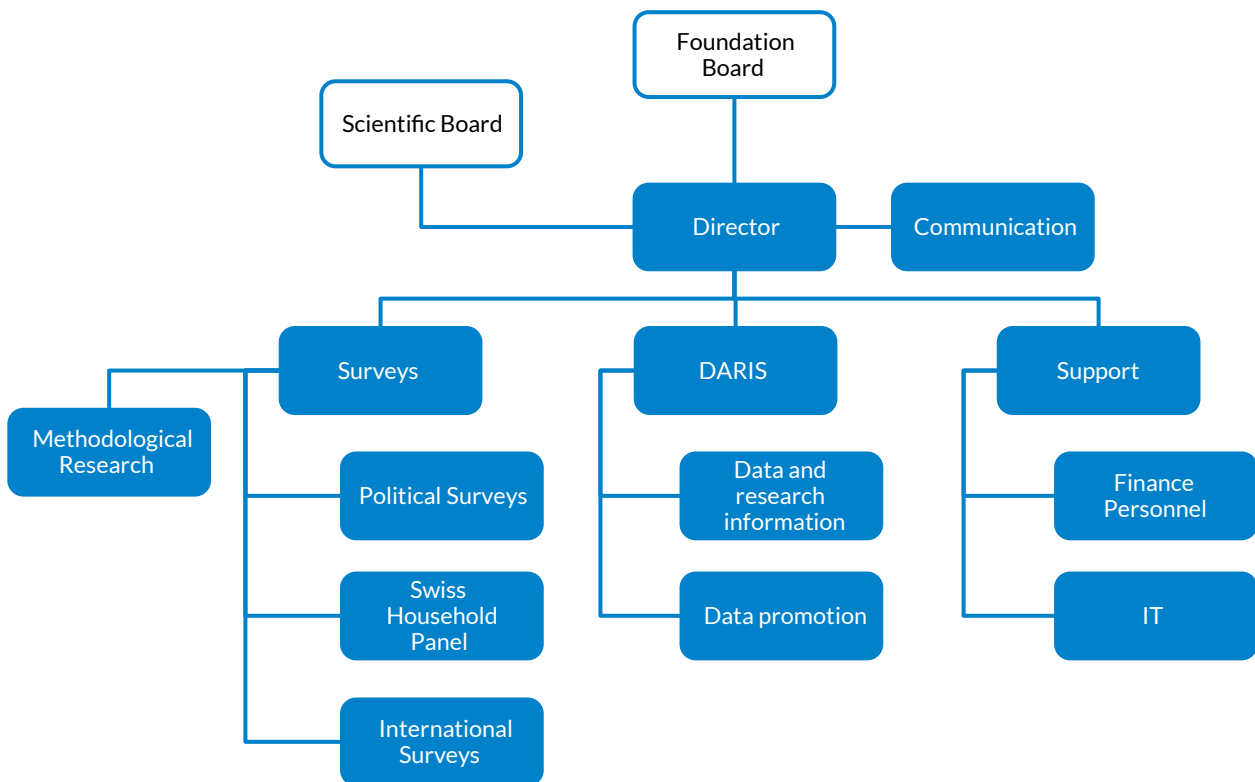 Foundation
Board
Scientific Board
Director
Communication
Surveys
DARIS
Support
Methodological
Research
Political Surveys
Data and
research
information
Finance
Personnel
Swiss
Household
Panel
Data promotion
IT
International
Surveys